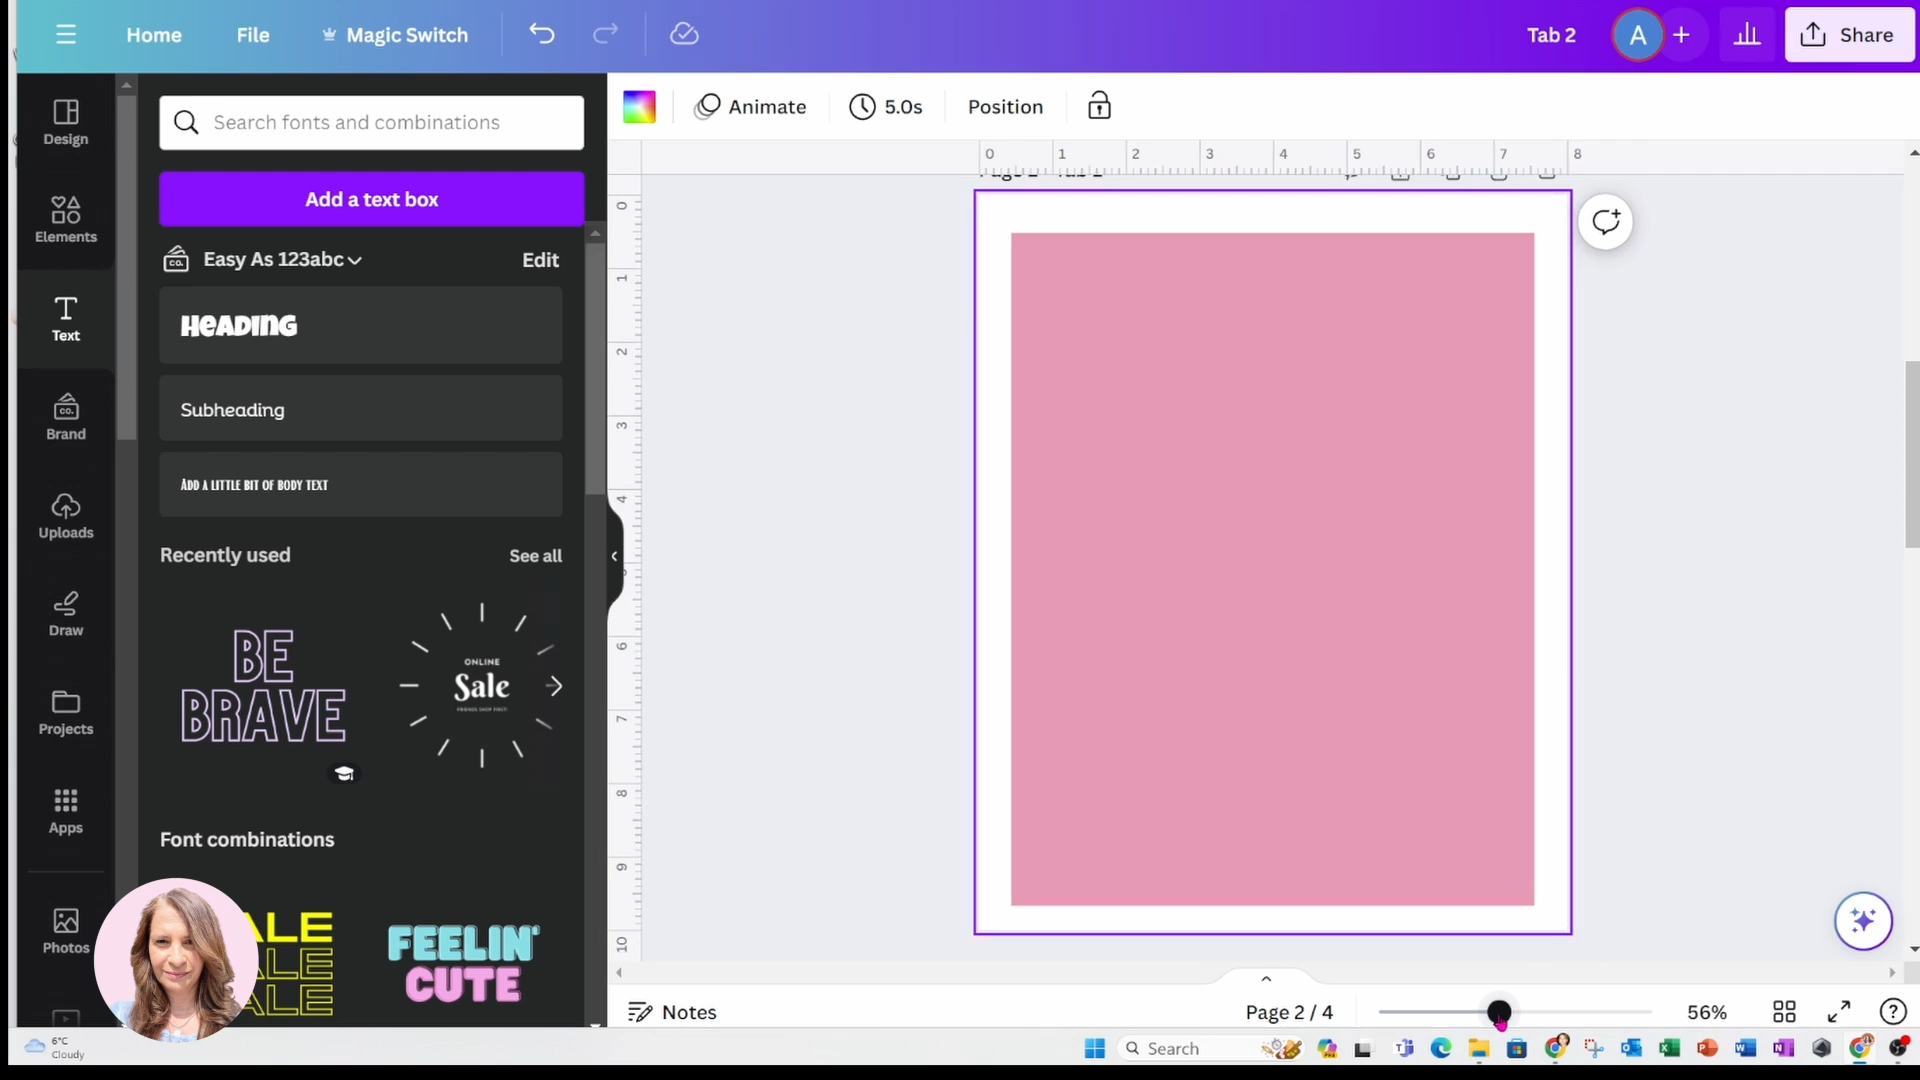 Home File Magic Switch Tab 2 A Share
Design
Elements
Text
Brand
Uploads
Draw
Projects
Apps
Photos
Search fonts and combinations
Add a text box
CO. Easy As 123abc Edit
Heading
Subheading
Add a little bit of body text
Recently used See all
BE
BRAVE
ONLINE
Sale
FRIENDS SHOP FIRST!
Font combinations
ALE
ALE
ALE
FEELIN'
CUTE
Animate 5.0s Position
0 1 2 3 4 5 6 7 8
0
1
2
3
4
6
7
8
9
10
Notes Page 2 / 4 56%
6°C
Cloudy
Search